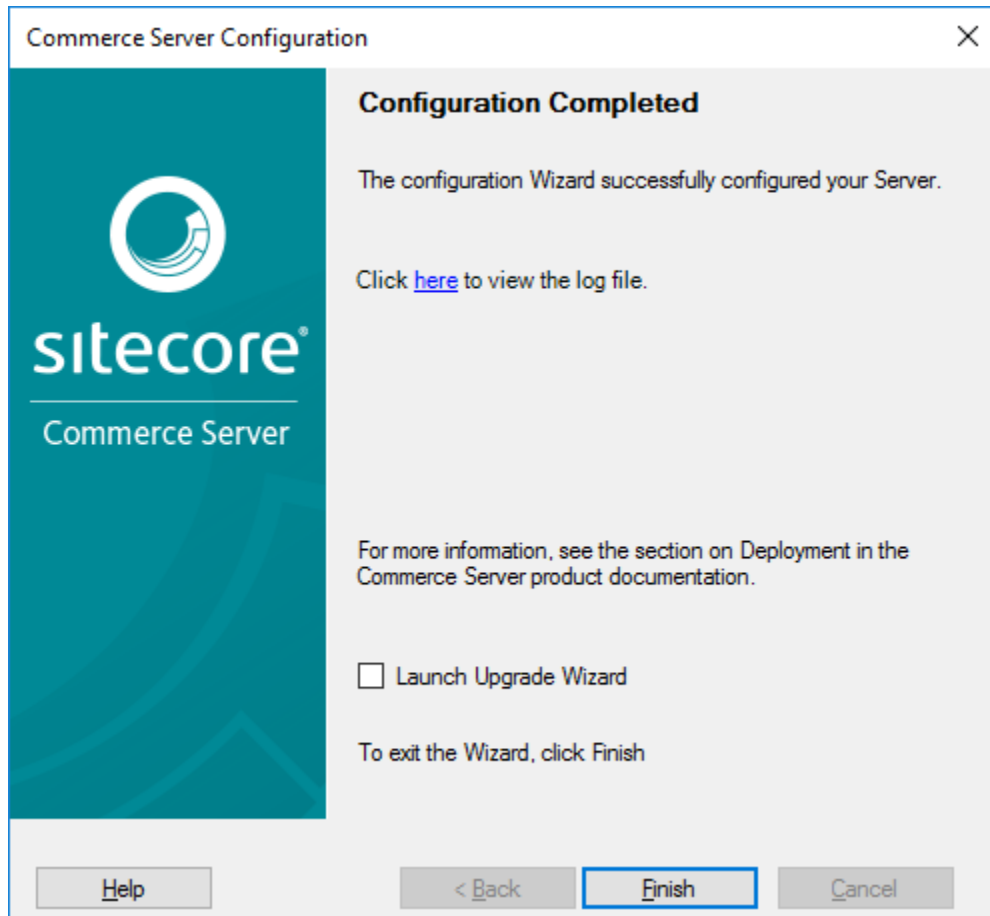 Commerce Server Configuration
Configuration Completed
The configuration Wizard successfully configured your Server.
Click here to view the log file.
sitecore®
Commerce Server
For more information, see the section on Deployment in the
Commerce Server product documentation.
Launch Upgrade Wizard
To exit the Wizard, click Finish
Help
< Back
Finish
Cancel